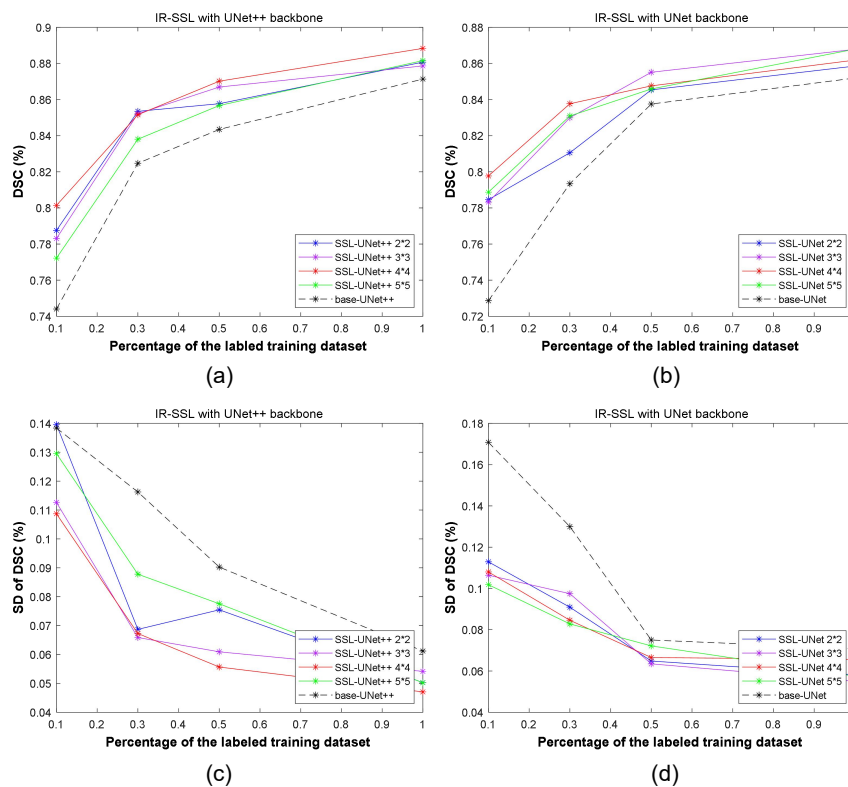 IR-SSL with UNet++ backbone
0.9
0.88
0.86
0.84
0.82
0.8
0.78
0.76
0.74
DSC (%)
SSL-UNet++ 2*2
SSL-UNet++ 3*3
SSL-UNet++ 4*4
SSL-UNet++ 5*5
base-UNet++
0.1 0.2 0.3 0.4 0.5 0.6 0.7 0.8 0.9 1
Percentage of the labled training dataset
(a)
IR-SSL with UNet backbone
0.88
0.86
0.84
0.82
0.8
0.78
0.76
0.74
0.72
DSC (%)
SSL-UNet 2*2
SSL-UNet 3*3
SSL-UNet 4*4
SSL-UNet 5*5
base-UNet
0.1 0.2 0.3 0.4 0.5 0.6 0.7 0.8 0.9
Percentage of the labled training dataset
(b)
IR-SSL with UNet++ backbone
0.14
0.13
0.12
0.11
0.1
0.09
0.08
0.07
0.06
0.05
0.04
SD of DSC (%)
SSL-UNet++ 2*2
SSL-UNet++ 3*3
SSL-UNet++ 4*4
SSL-UNet++ 5*5
base-UNet++
0.1 0.2 0.3 0.4 0.5 0.6 0.7 0.8 0.9 1
Percentage of the labeled training dataset
(c)
IR-SSL with UNet backbone
0.18
0.16
0.14
0.12
0.1
0.08
0.06
0.04
SD of DSC (%)
SSL-UNet 2*2
SSL-UNet 3*3
SSL-UNet 4*4
SSL-UNet 5*5
base-UNet
0.1 0.2 0.3 0.4 0.5 0.6 0.7 0.8 0.9
Percentage of the labeled training dataset
(d)